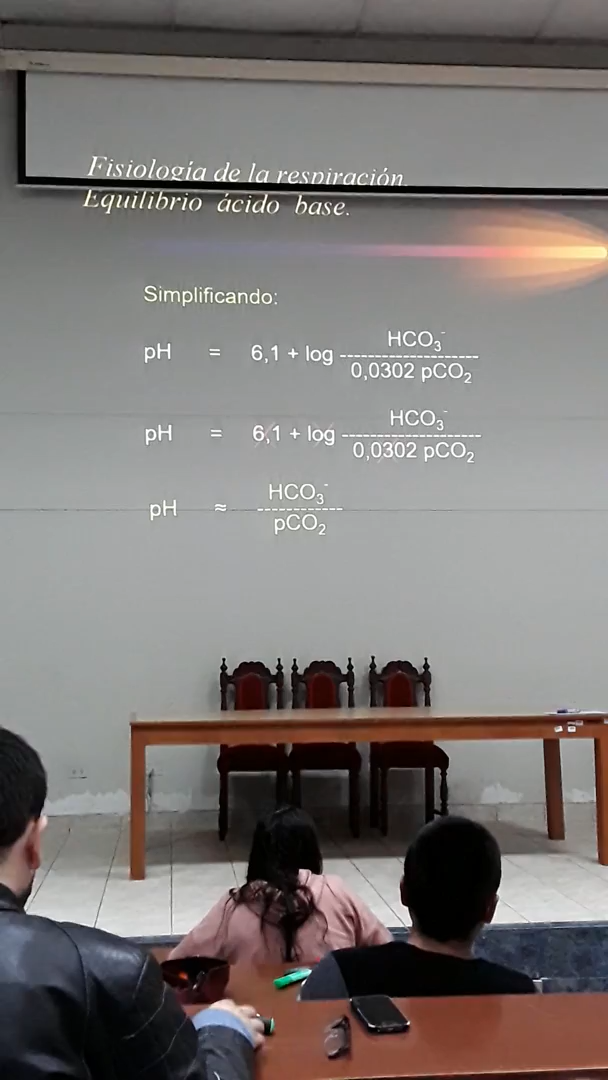 Fisiología de la respiración.
Equilibrio ácido base.
Simplificando:
HCO₃⁻
pH = 6,1 + log --------------------
0,0302 pCO₂
HCO₃⁻
pH = 6,1 + log --------------------
0,0302 pCO₂
HCO₃⁻
pH ≈ ------------
pCO₂